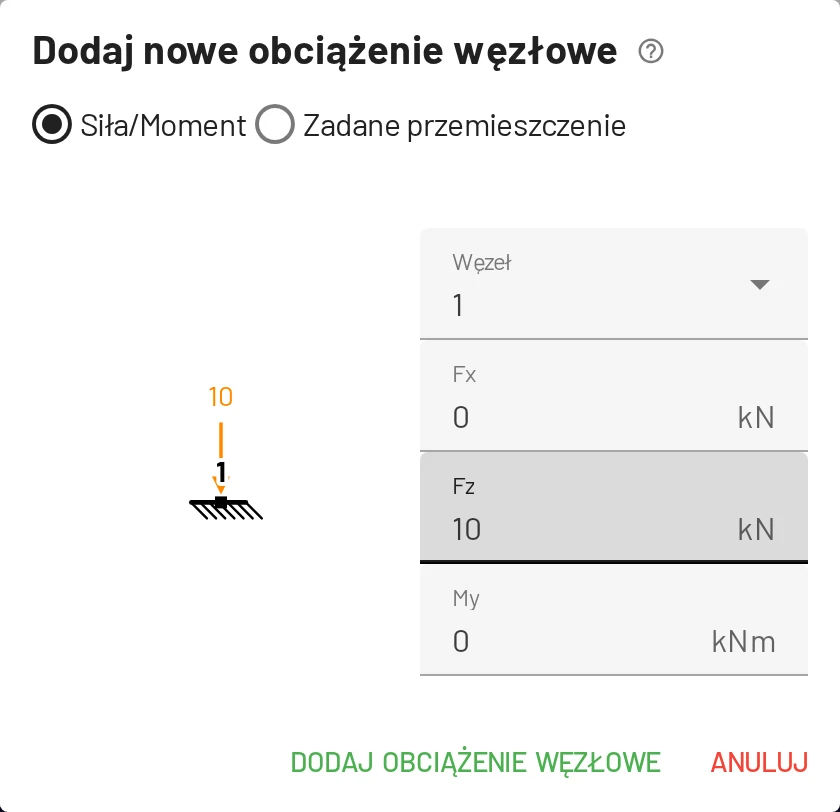 Dodaj nowe obciążenie węzłowe
Siła/Moment Zadane przemieszczenie
Węzeł
1
Fx
0 kN
10
1
Fz
10 kN
My
0 kNm
DODAJ OBCIĄŻENIE WĘZŁOWE ANULUJ